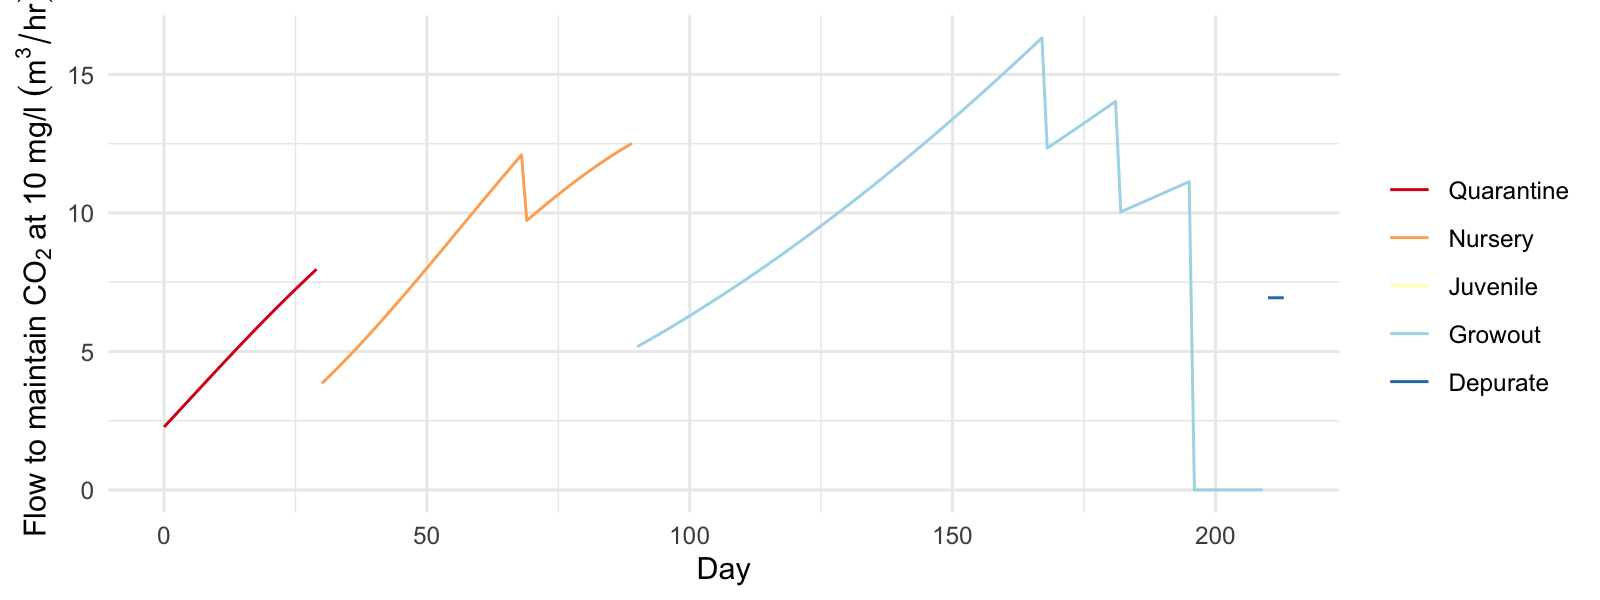 Flow to maintain CO₂ at 10 mg/l (m³/hr)
15
10
5
0
0 50 100 150 200
Day
Quarantine
Nursery
Juvenile
Growout
Depurate